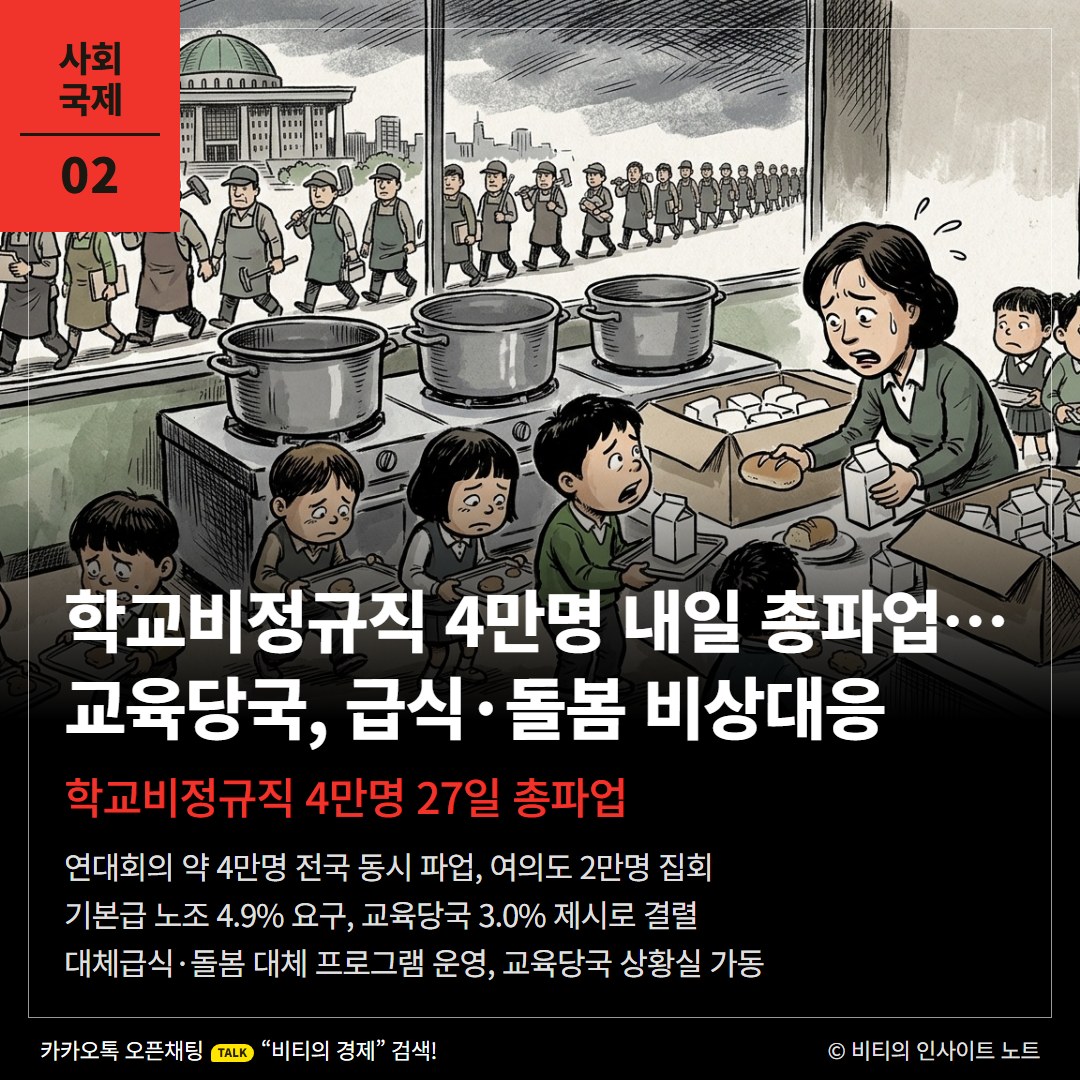 사회
국제
02
학교비정규직 4만명 내일 총파업…
교육당국, 급식·돌봄 비상대응
학교비정규직 4만명 27일 총파업
연대회의 약 4만명 전국 동시 파업, 여의도 2만명 집회
기본급 노조 4.9% 요구, 교육당국 3.0% 제시로 결렬
대체급식·돌봄 대체 프로그램 운영, 교육당국 상황실 가동
카카오톡 오픈채팅 TALK “비티의 경제” 검색!
© 비티의 인사이트 노트